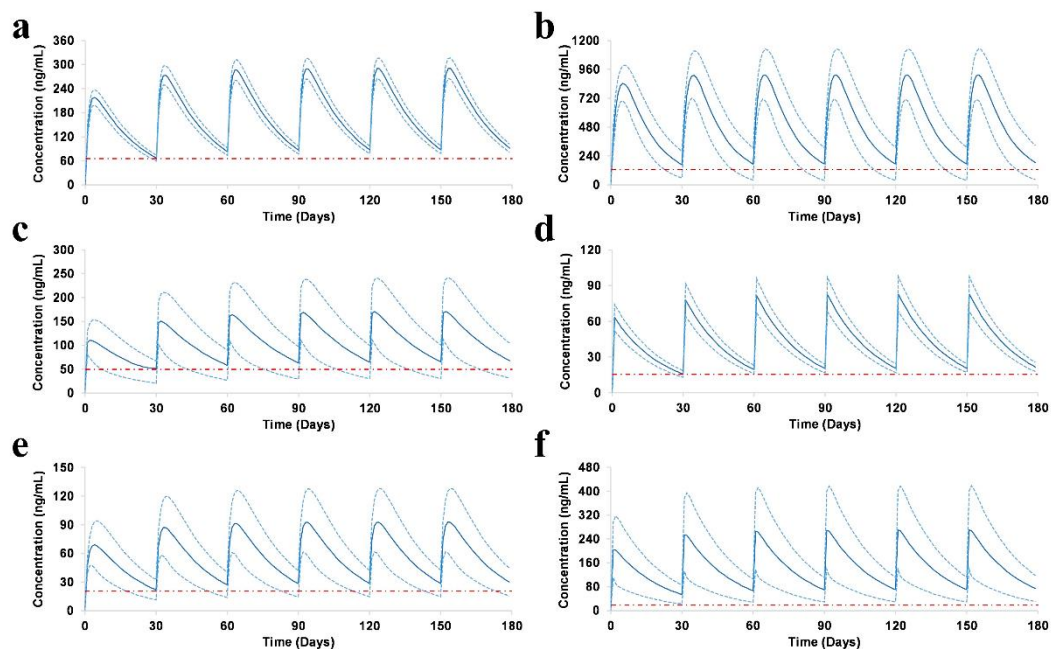 a
Concentration (ng/mL)
360
300
240
180
120
60
0
0 30 60 90 120 150 180
Time (Days)
b
Concentration (ng/mL)
1200
960
720
480
240
0
0 30 60 90 120 150 180
Time (Days)
c
Concentration (ng/mL)
300
250
200
150
100
50
0
0 30 60 90 120 150 180
Time (Days)
d
Concentration (ng/mL)
120
90
60
30
0
0 30 60 90 120 150 180
Time (Days)
e
Concentration (ng/mL)
150
120
90
60
30
0
0 30 60 90 120 150 180
Time (Days)
f
Concentration (ng/mL)
480
400
320
240
160
80
0
0 30 60 90 120 150 180
Time (Days)